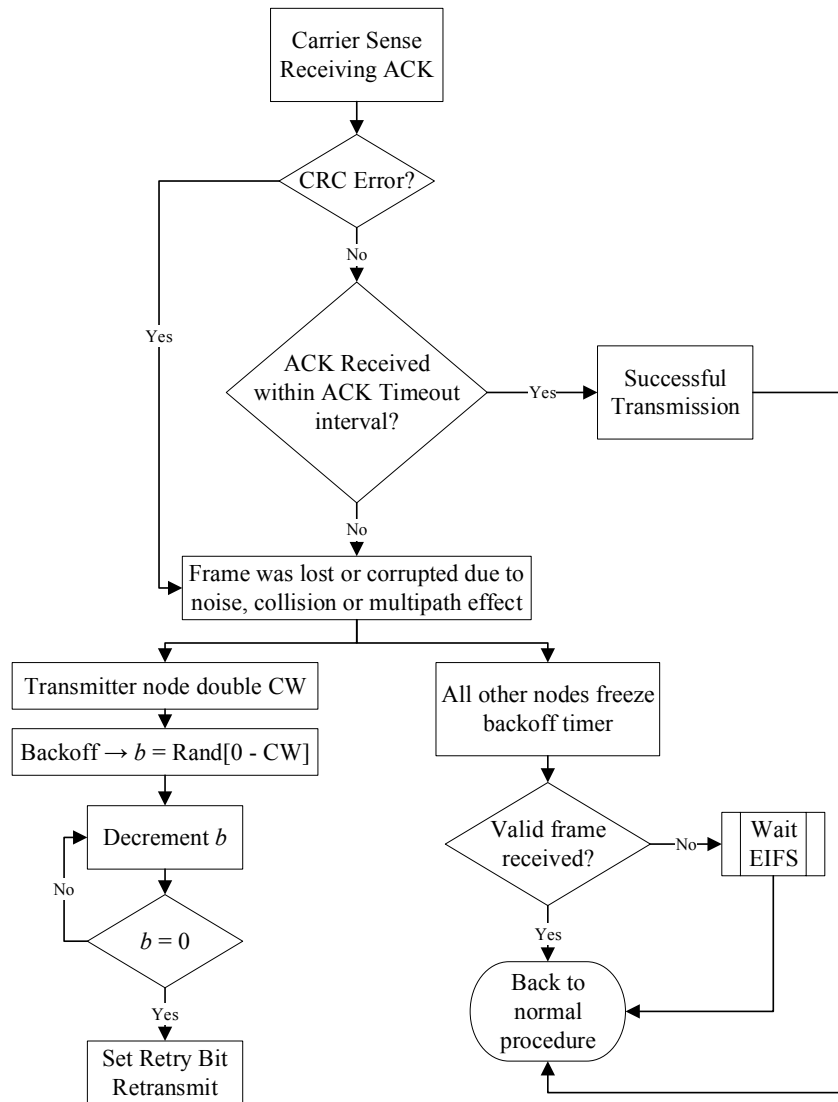 Carrier Sense
Receiving ACK
CRC Error?
No
Yes
ACK Received
within ACK Timeout
interval?
Yes
Successful
Transmission
No
Frame was lost or corrupted due to
noise, collision or multipath effect
Transmitter node double CW
Backoff → b = Rand[0 - CW]
Decrement b
No
b = 0
Yes
Set Retry Bit
Retransmit
All other nodes freeze
backoff timer
Valid frame
received?
No
Wait
EIFS
Yes
Back to
normal
procedure